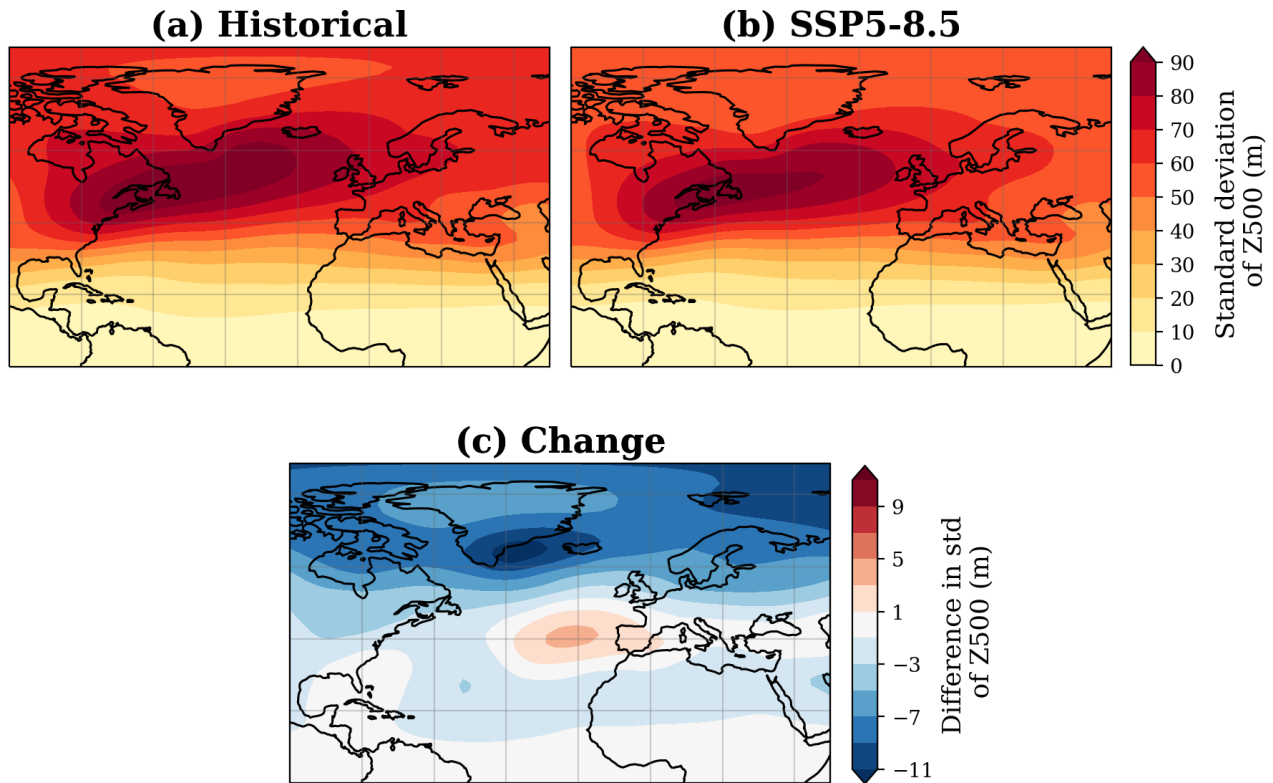 (a) Historical
(b) SSP5-8.5
90
80
70
60
50
40
30
20
10
0
Standard deviation
of Z500 (m)
(c) Change
9
5
1
−3
−7
−11
Difference in std
of Z500 (m)